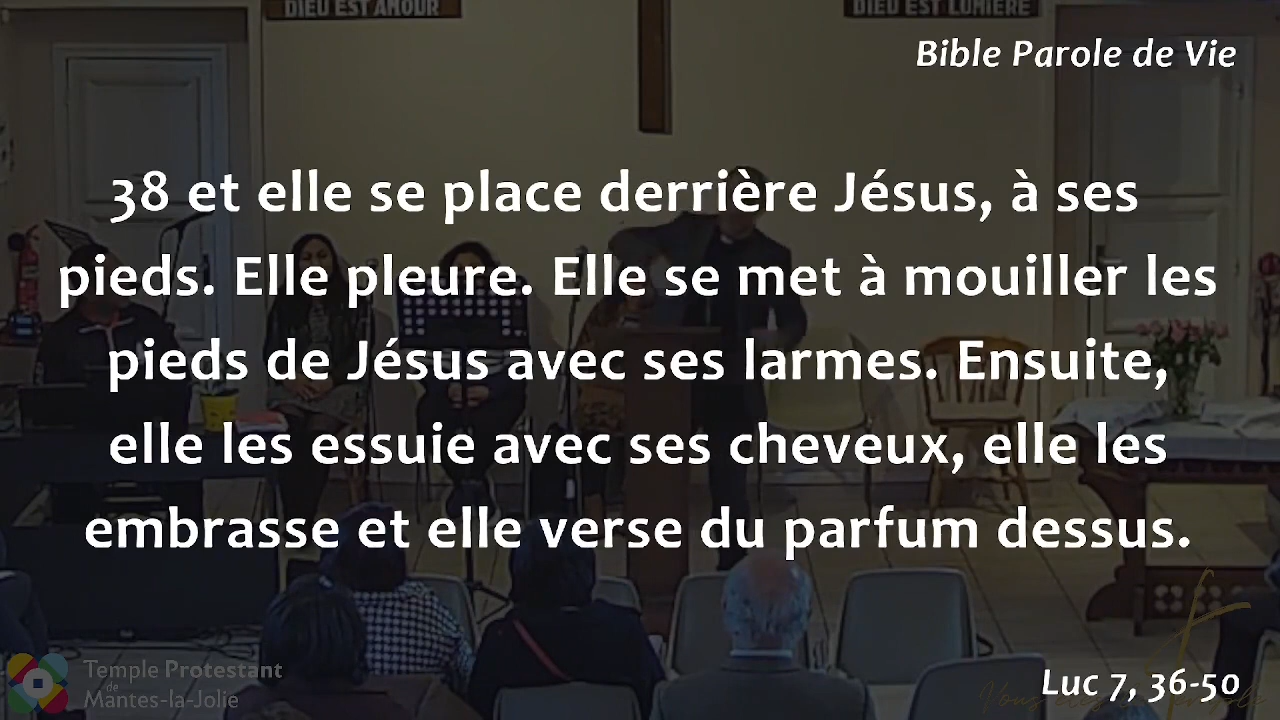 DIEU EST AMOUR
DIEU EST LUMIÈRE
Bible Parole de Vie
38 et elle se place derrière Jésus, à ses
pieds. Elle pleure. Elle se met à mouiller les
pieds de Jésus avec ses larmes. Ensuite,
elle les essuie avec ses cheveux, elle les
embrasse et elle verse du parfum dessus.
Temple Protestant
de
Mantes-la-Jolie
Luc 7, 36-50